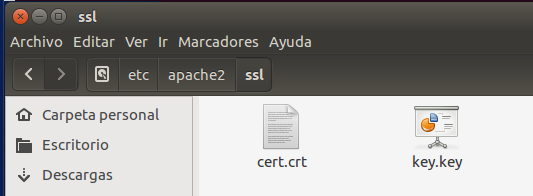 ssl
Archivo Editar Ver Ir Marcadores Ayuda
etc apache2 ssl
Carpeta personal
Escritorio
Descargas
cert.crt key.key